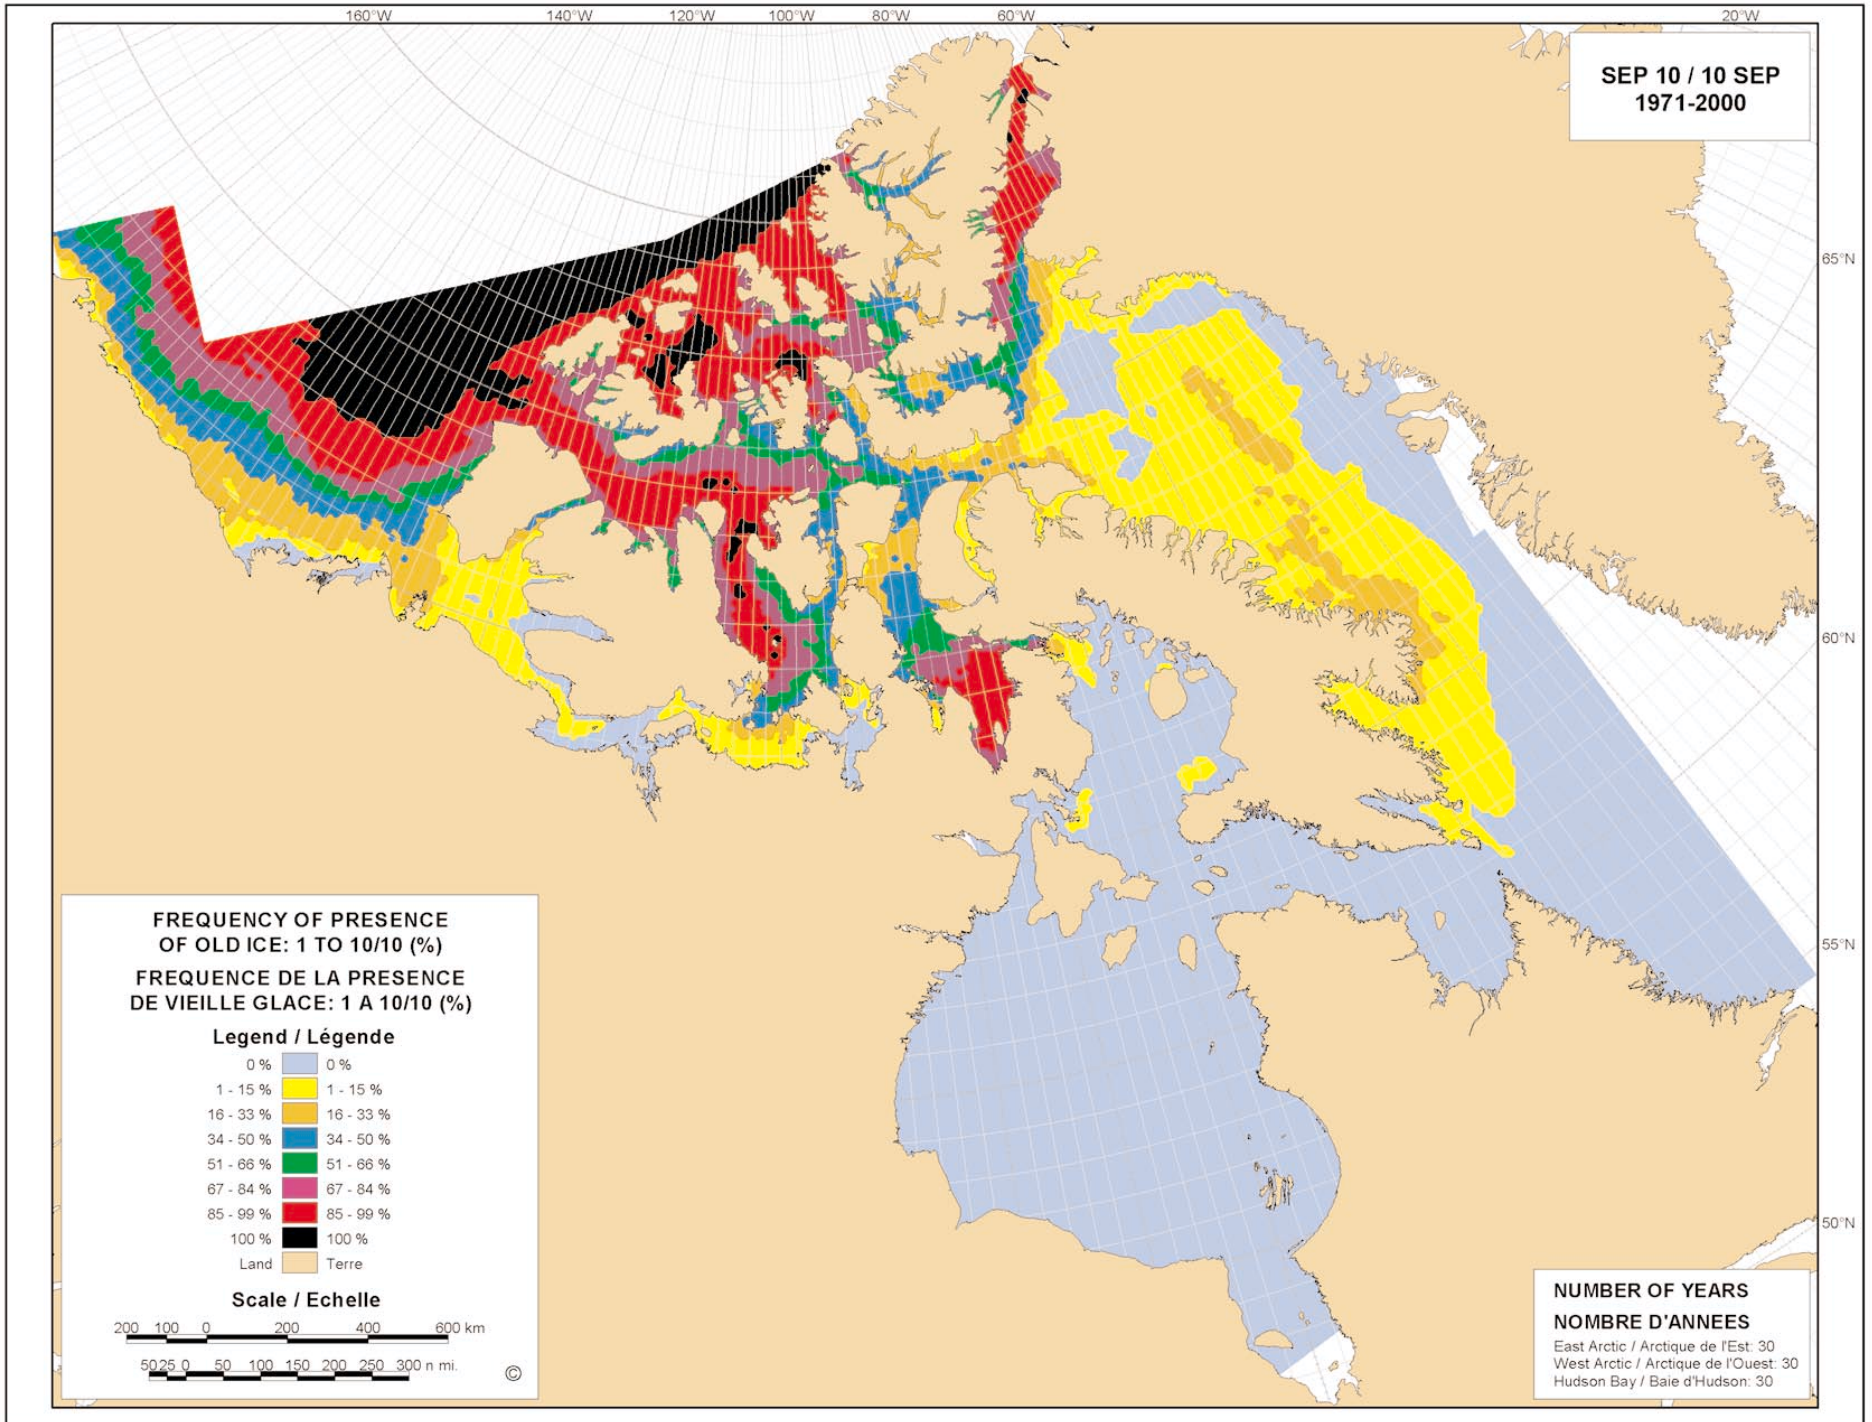 160°W 140°W 120°W 100°W 80°W 60°W 20°W
SEP 10 / 10 SEP
1971-2000
65°N
60°N
55°N
50°N
FREQUENCY OF PRESENCE
OF OLD ICE: 1 TO 10/10 (%)
FREQUENCE DE LA PRESENCE
DE VIEILLE GLACE: 1 A 10/10 (%)
Legend / Légende
0 % 0 %
1 - 15 % 1 - 15 %
16 - 33 % 16 - 33 %
34 - 50 % 34 - 50 %
51 - 66 % 51 - 66 %
67 - 84 % 67 - 84 %
85 - 99 % 85 - 99 %
100 % 100 %
Land Terre
Scale / Echelle
200 100 0 200 400 600 km
50 25 0 50 100 150 200 250 300 n mi.
©
NUMBER OF YEARS
NOMBRE D'ANNEES
East Arctic / Arctique de l'Est: 30
West Arctic / Arctique de l'Ouest: 30
Hudson Bay / Baie d'Hudson: 30